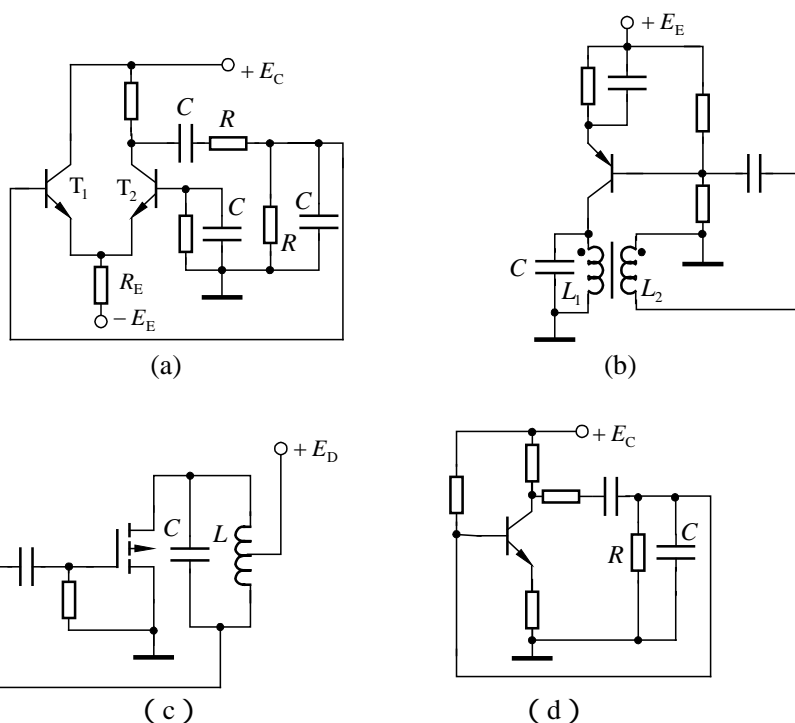 + E_C
C
R
T_1
T_2
C
R
C
R_E
− E_E
(a)
+ E_E
C
L_1
L_2
(b)
+ E_D
C
L
( c )
+ E_C
R
C
( d )